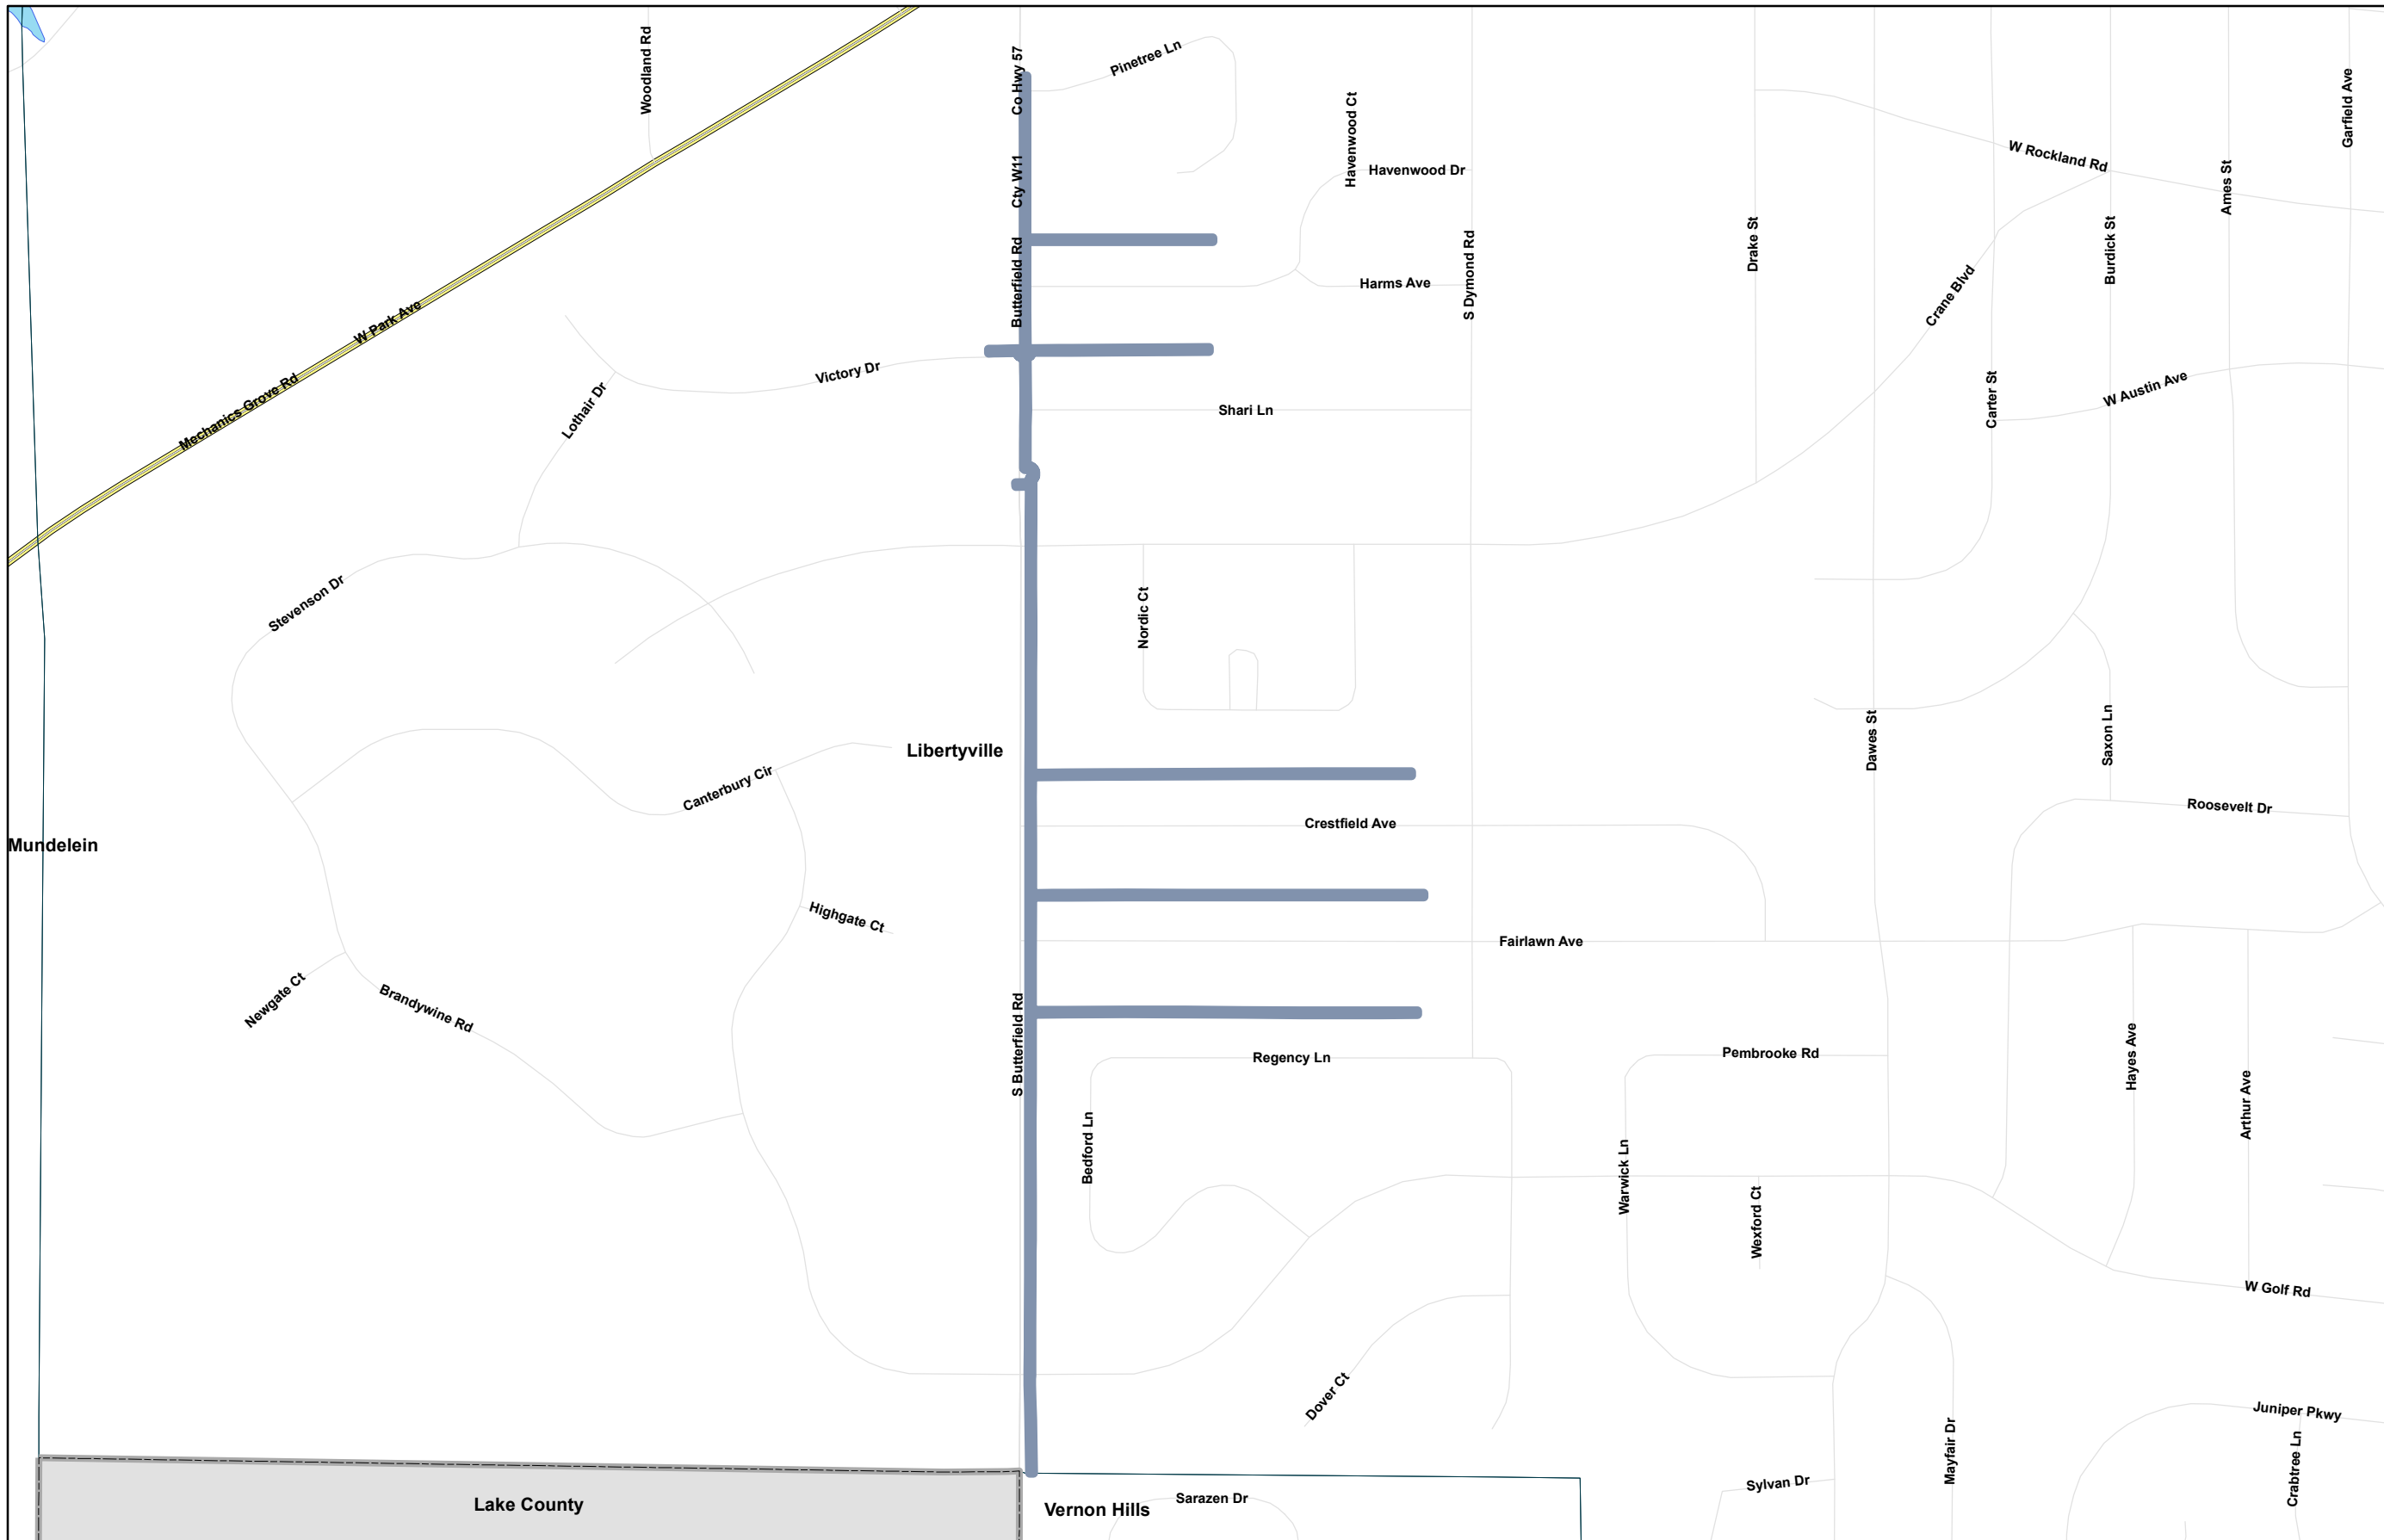 Co Hwy 57
Woodland Rd
Pinetree Ln
Garfield Ave
Havenwood Ct
W Rockland Rd
Havenwood Dr
Cty W11
Ames St
Drake St
Burdick St
S Dymond Rd
Butterfield Rd
Harms Ave
Crane Blvd
W Park Ave
Victory Dr
W Austin Ave
Carter St
Mechanics Grove Rd
Lothair Dr
Shari Ln
Stevenson Dr
Nordic Ct
Dawes St
Saxon Ln
Libertyville
Canterbury Cir
Roosevelt Dr
Crestfield Ave
Mundelein
Highgate Ct
Fairlawn Ave
Newgate Ct
Brandywine Rd
S Butterfield Rd
Regency Ln
Pembrooke Rd
Hayes Ave
Arthur Ave
Bedford Ln
Warwick Ln
Wexford Ct
W Golf Rd
Dover Ct
Juniper Pkwy
Mayfair Dr
Crabtree Ln
Sylvan Dr
Lake County
Vernon Hills
Sarazen Dr